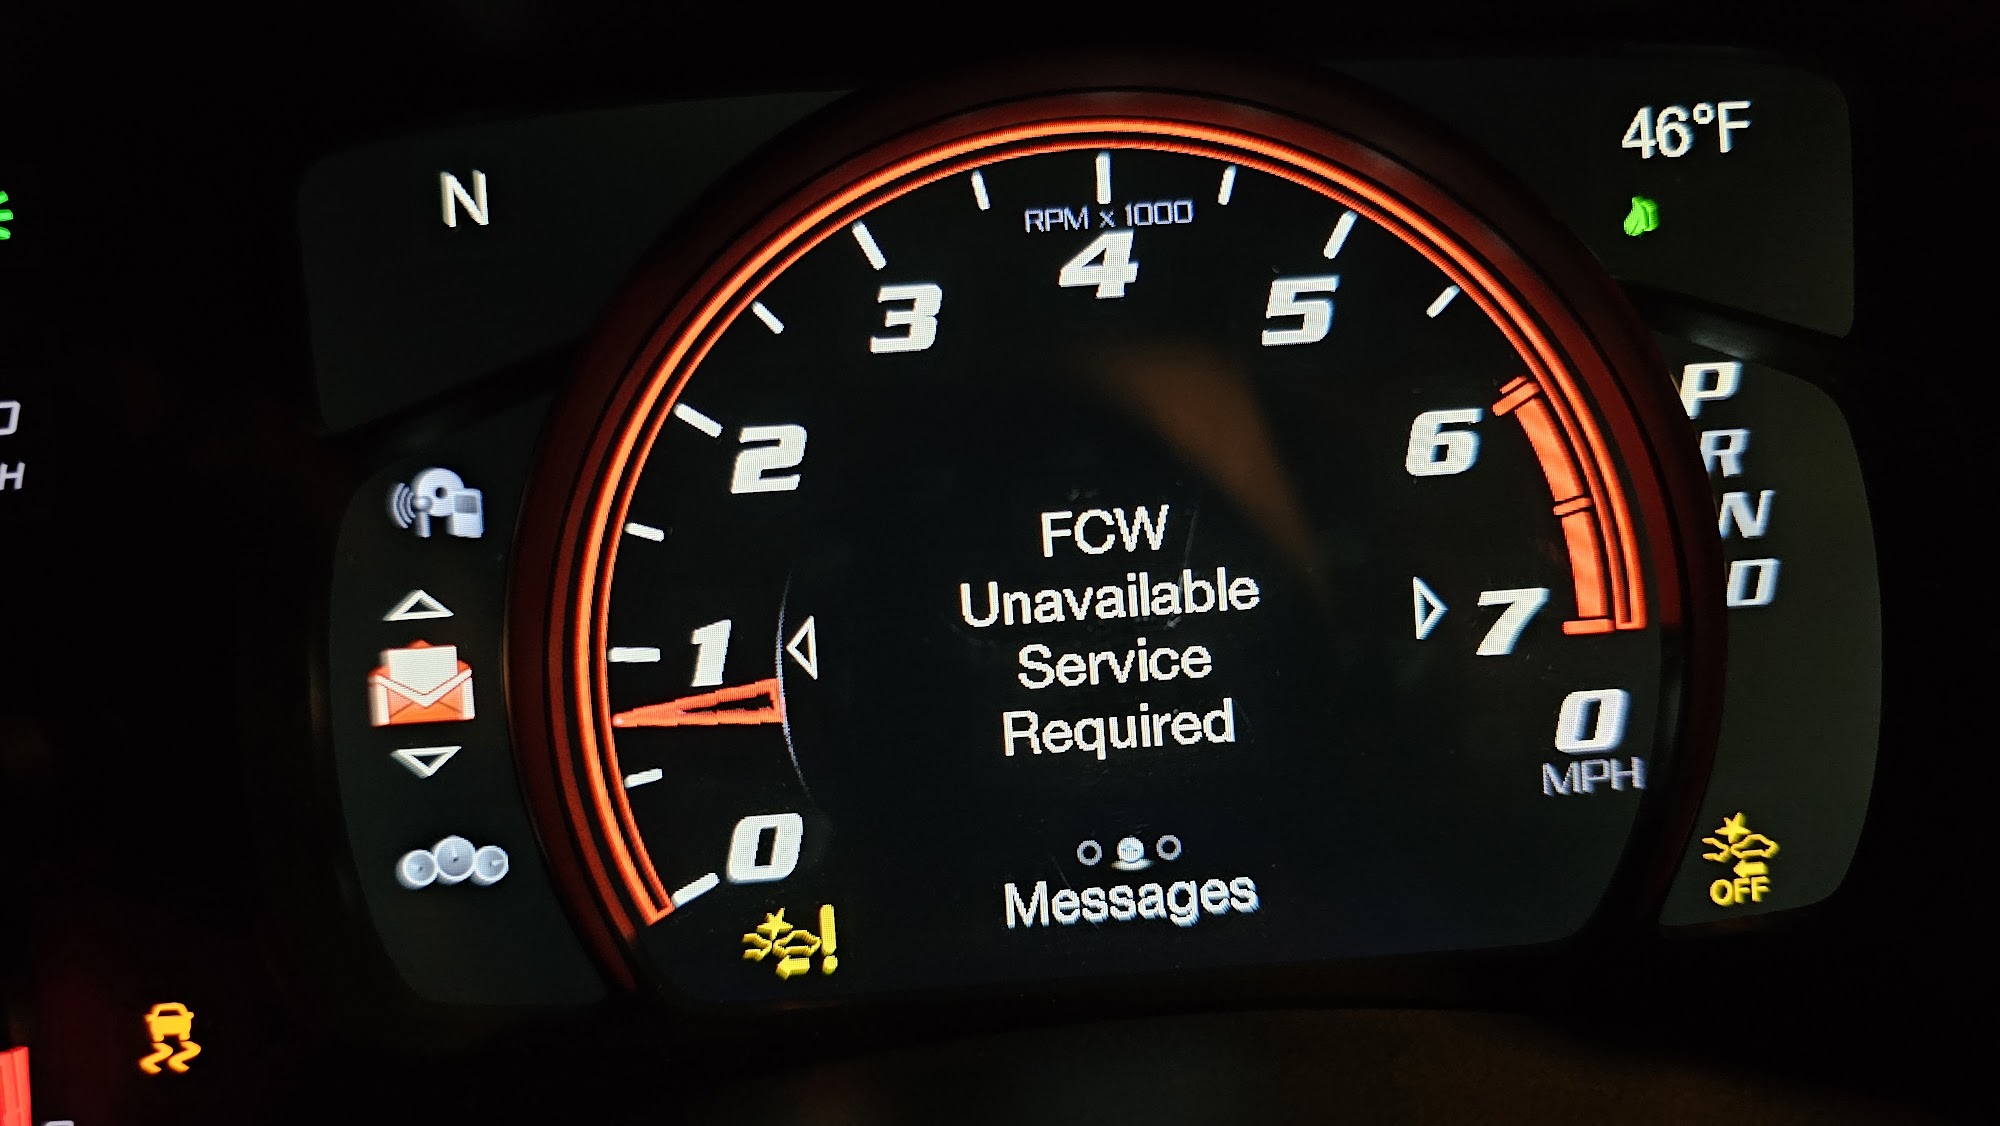 N
46°F
RPM x 1000
4
3
5
2
6
1
7
0
P
R
N
D
FCW
Unavailable
Service
Required
0
MPH
Messages
OFF
H